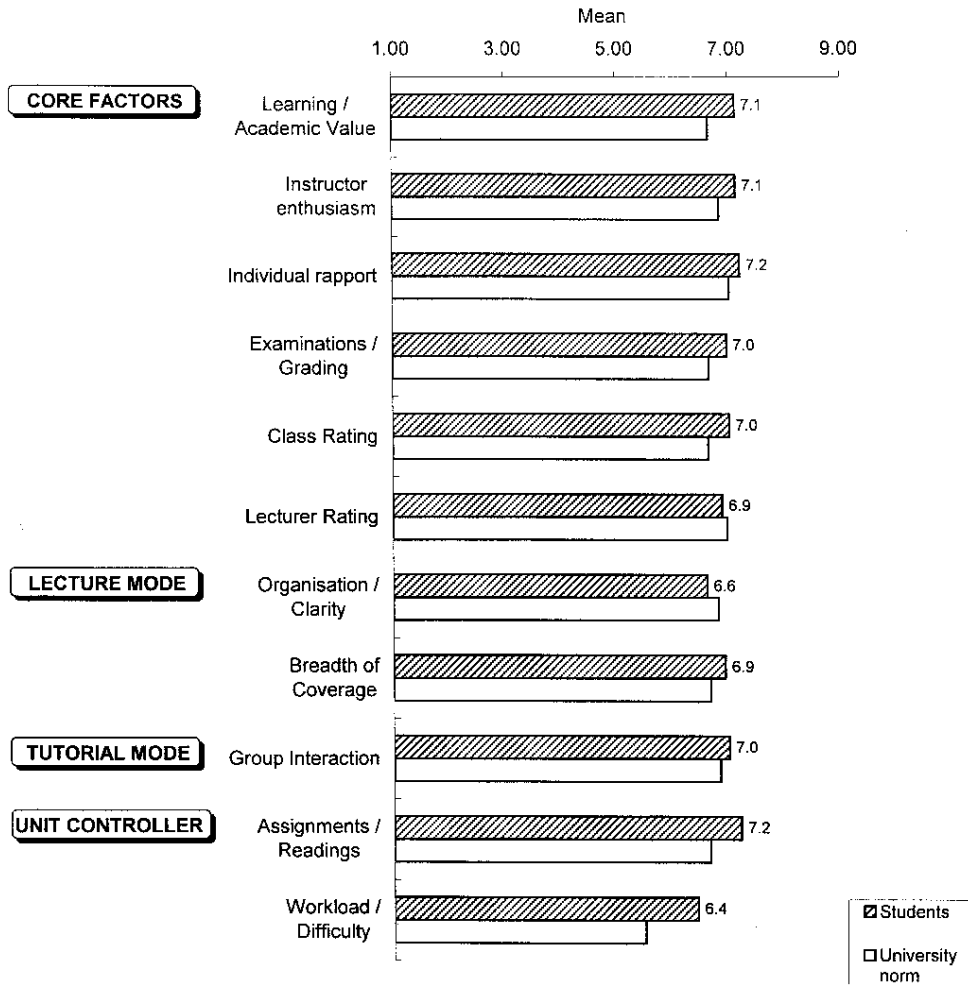 Mean
1.00 3.00 5.00 7.00 9.00
CORE FACTORS
Learning /
Academic Value
7.1
Instructor
enthusiasm
7.1
Individual rapport
7.2
Examinations /
Grading
7.0
Class Rating
7.0
Lecturer Rating
6.9
LECTURE MODE
Organisation /
Clarity
6.6
Breadth of
Coverage
6.9
TUTORIAL MODE
Group Interaction
7.0
UNIT CONTROLLER
Assignments /
Readings
7.2
Workload /
Difficulty
6.4
Students
University
norm